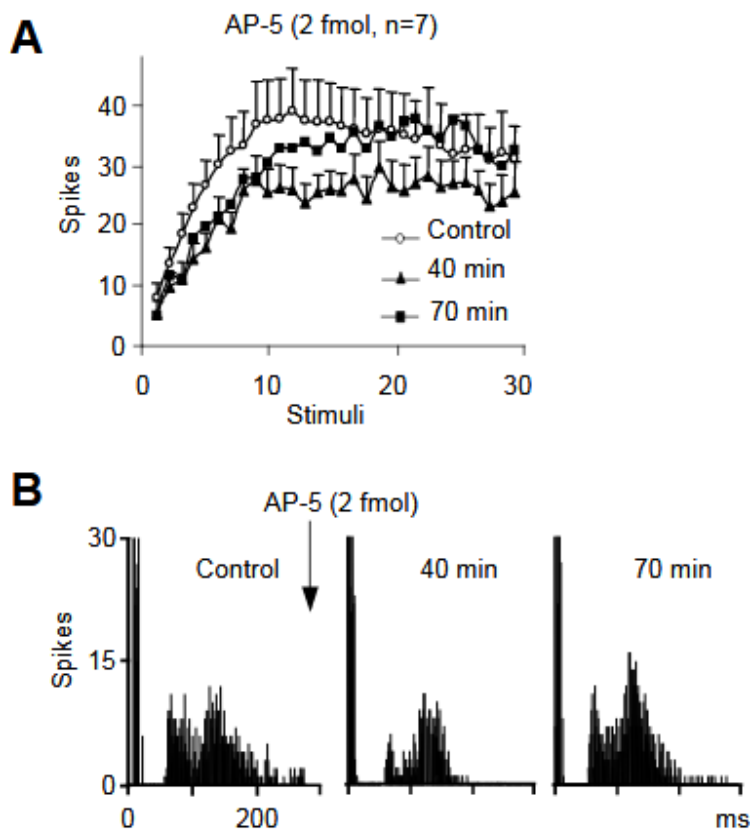 A
AP-5 (2 fmol, n=7)
Spikes
40
30
20
10
0
Control
40 min
70 min
0 10 20 30
Stimuli
B
AP-5 (2 fmol)
Spikes
30
15
0
Control
40 min
70 min
0 200 ms